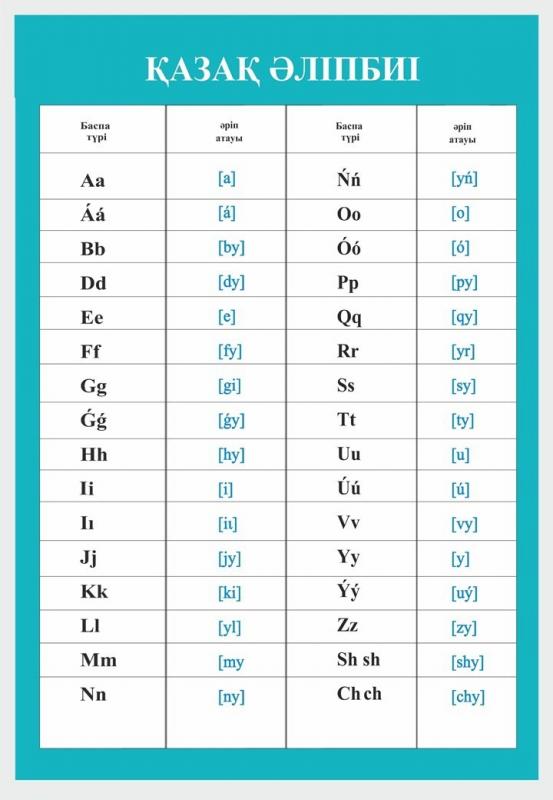 ҚАЗАҚ ӘЛІПБИІ
Баспа түрі әріп атауы Баспа түрі әріп атауы
Aa [a] Ńń [yń]
Áá [á] Oo [o]
Bb [by] Óó [ó]
Dd [dy] Pp [py]
Ee [e] Qq [qy]
Ff [fy] Rr [yr]
Gg [gi] Ss [sy]
Ǵǵ [ǵy] Tt [ty]
Hh [hy] Uu [u]
Ii [i] Úú [ú]
Iı [iı] Vv [vy]
Jj [jy] Yy [y]
Kk [ki] Ýý [uý]
Ll [yl] Zz [zy]
Mm [my Sh sh [shy]
Nn [ny] Ch ch [chy]